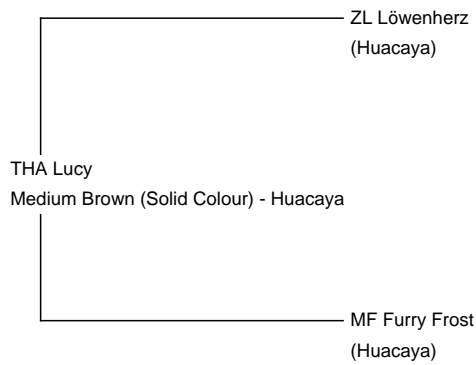 ZL Löwenherz
(Huacaya)
THA Lucy
Medium Brown (Solid Colour) - Huacaya
MF Furry Frost
(Huacaya)